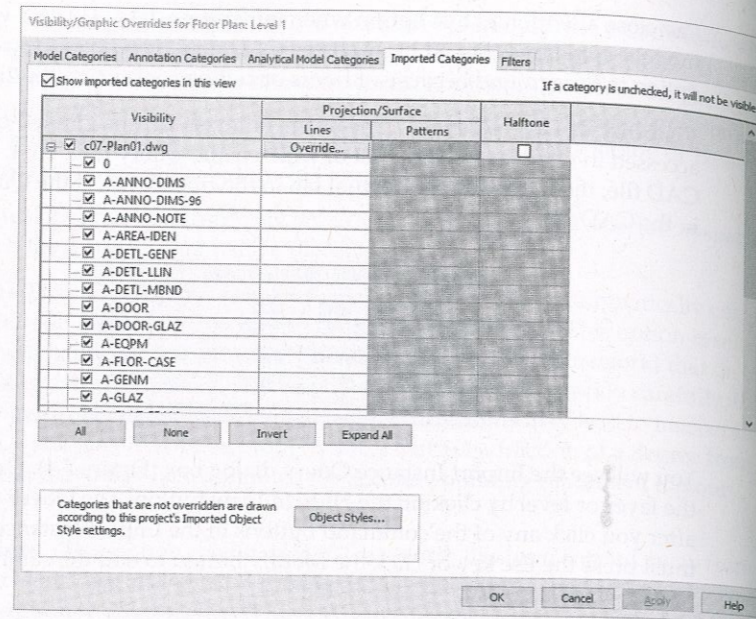 Visibility/Graphic Overrides for Floor Plan: Level 1
Model Categories Annotation Categories Analytical Model Categories Imported Categories Filters
Show imported categories in this view
If a category is unchecked, it will not be visible
Visibility Projection/Surface Halftone
Lines Patterns
c07-Plan01.dwg Override...
0
A-ANNO-DIMS
A-ANNO-DIMS-96
A-ANNO-NOTE
A-AREA-IDEN
A-DETL-GENF
A-DETL-LLIN
A-DETL-MBND
A-DOOR
A-DOOR-GLAZ
A-EQPM
A-FLOR-CASE
A-GENM
A-GLAZ
All None Invert Expand All
Categories that are not overridden are drawn
according to this project's Imported Object
Style settings.
Object Styles...
OK Cancel Apply Help